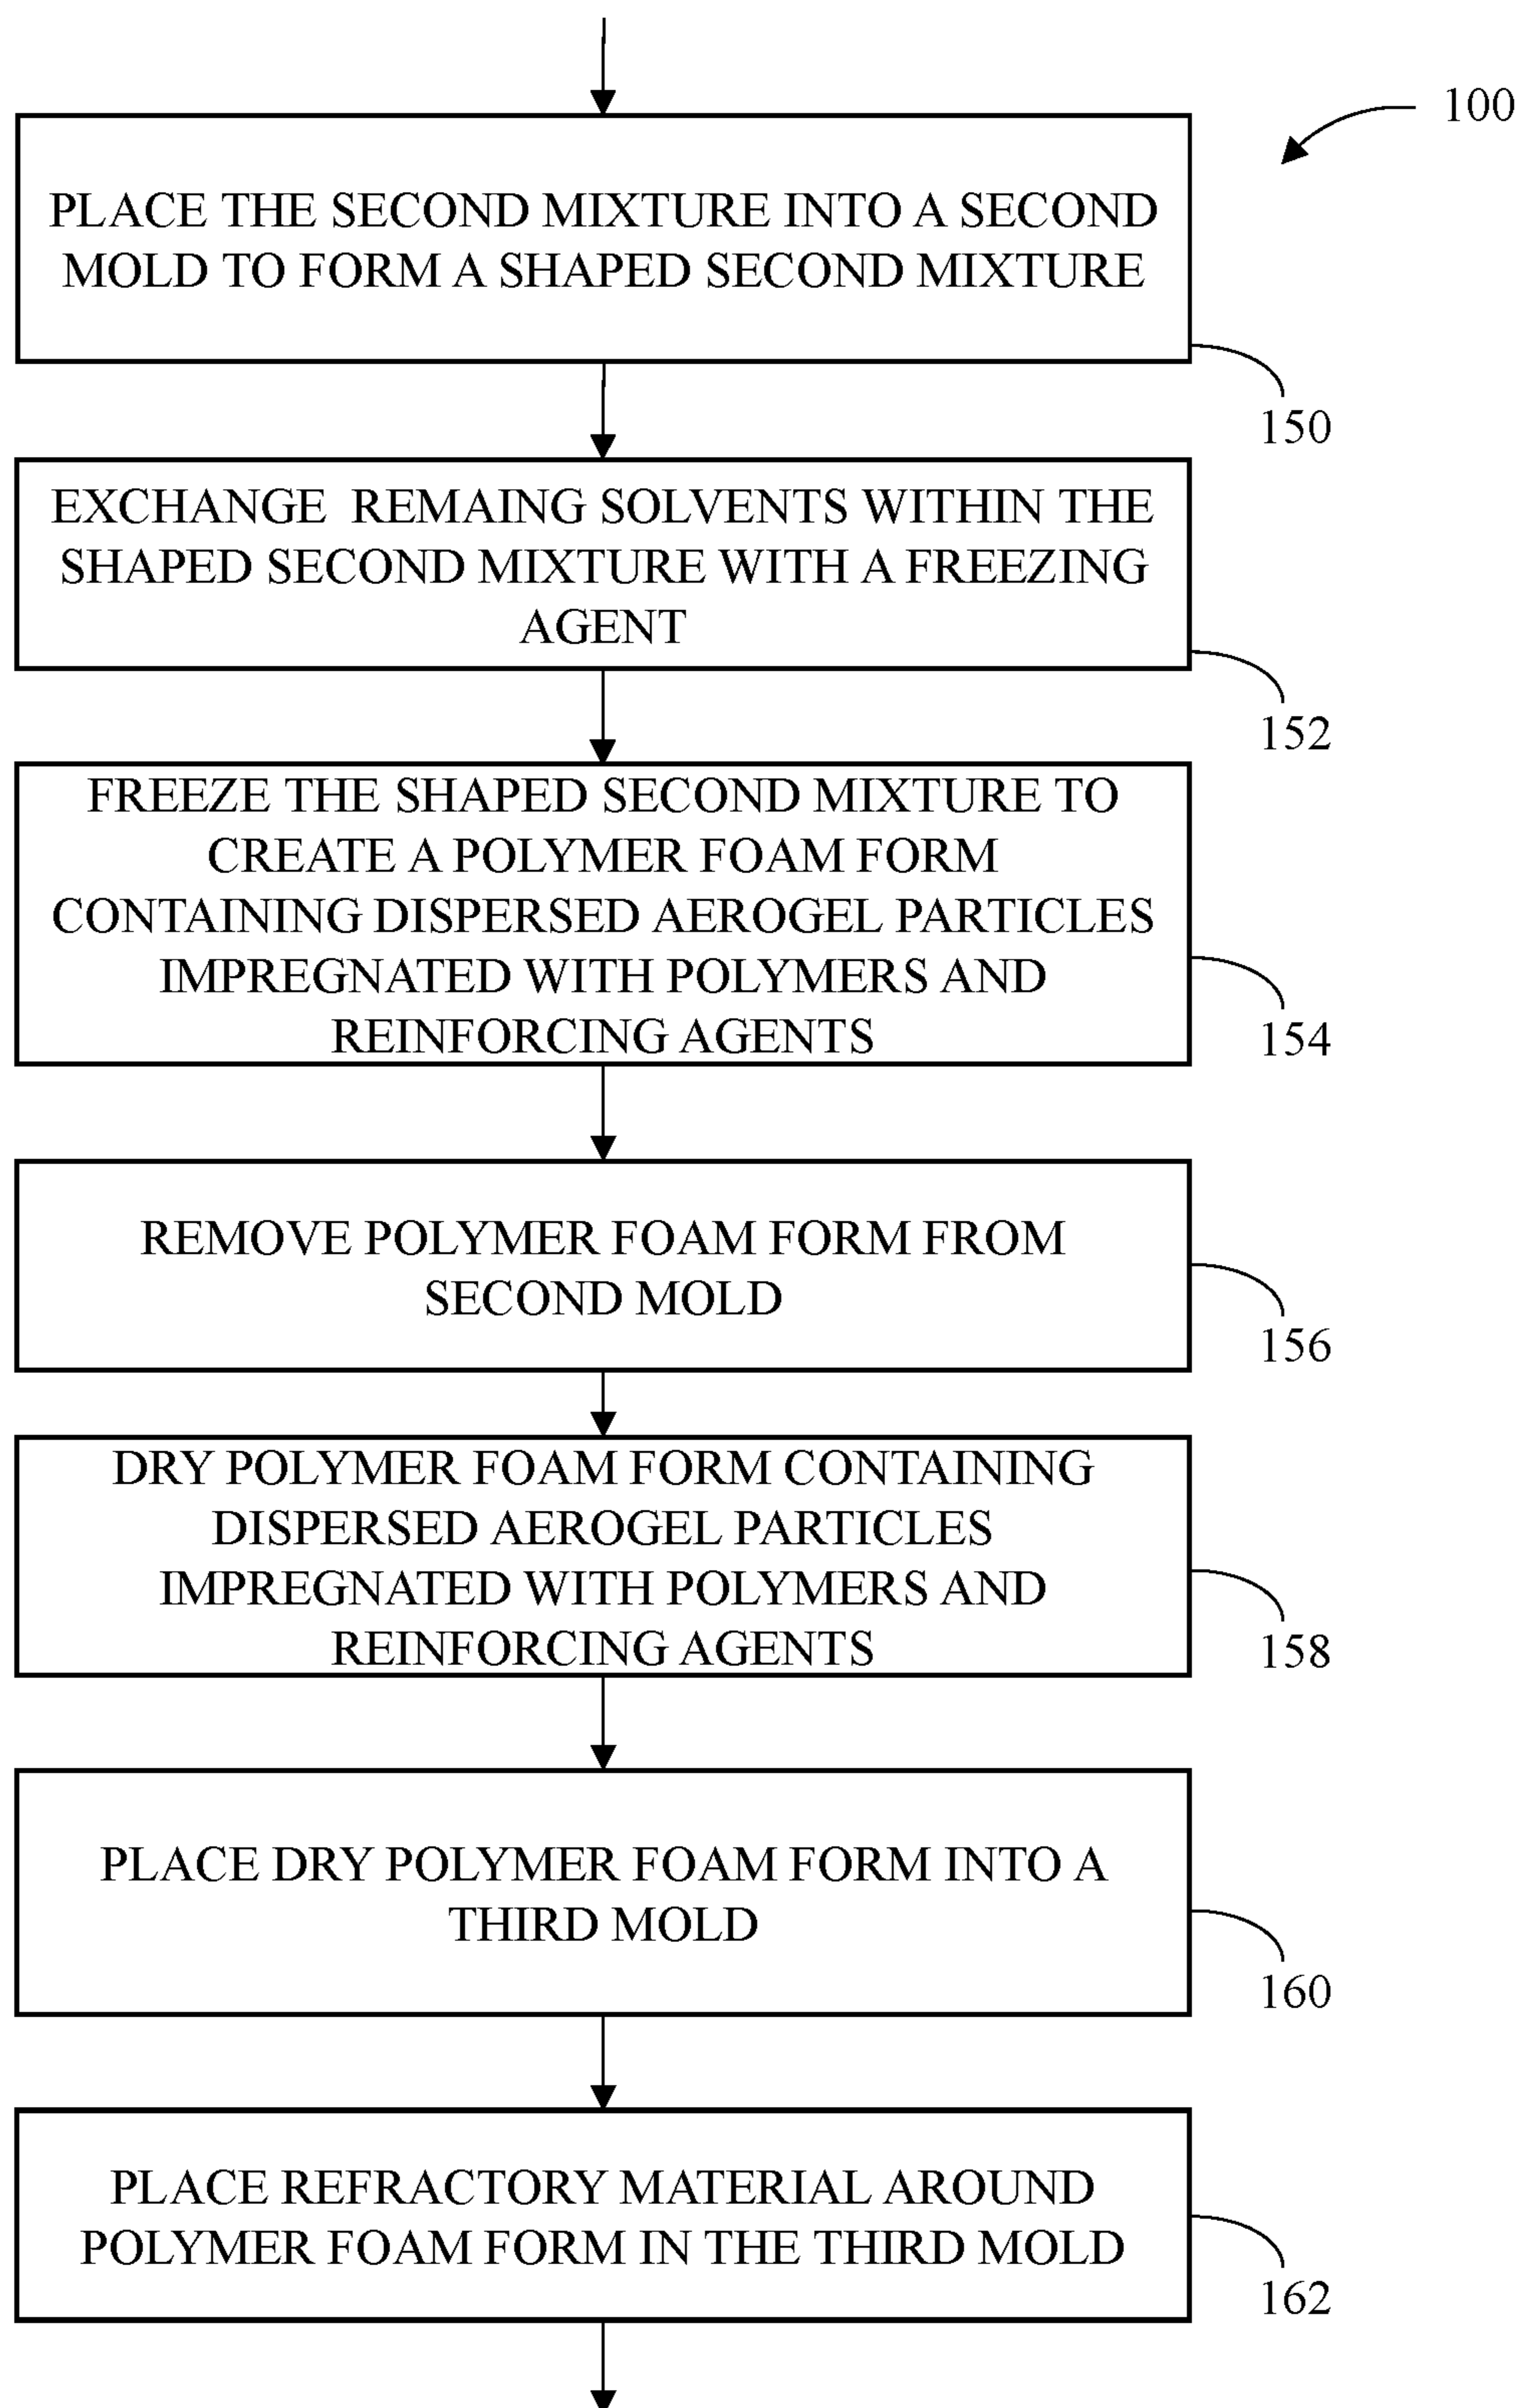 100
PLACE THE SECOND MIXTURE INTO A SECOND
MOLD TO FORM A SHAPED SECOND MIXTURE
150
EXCHANGE REMAING SOLVENTS WITHIN THE
SHAPED SECOND MIXTURE WITH A FREEZING
AGENT
152
FREEZE THE SHAPED SECOND MIXTURE TO
CREATE A POLYMER FOAM FORM
CONTAINING DISPERSED AEROGEL PARTICLES
IMPREGNATED WITH POLYMERS AND
REINFORCING AGENTS
154
REMOVE POLYMER FOAM FORM FROM
SECOND MOLD
156
DRY POLYMER FOAM FORM CONTAINING
DISPERSED AEROGEL PARTICLES
IMPREGNATED WITH POLYMERS AND
REINFORCING AGENTS
158
PLACE DRY POLYMER FOAM FORM INTO A
THIRD MOLD
160
PLACE REFRACTORY MATERIAL AROUND
POLYMER FOAM FORM IN THE THIRD MOLD
162